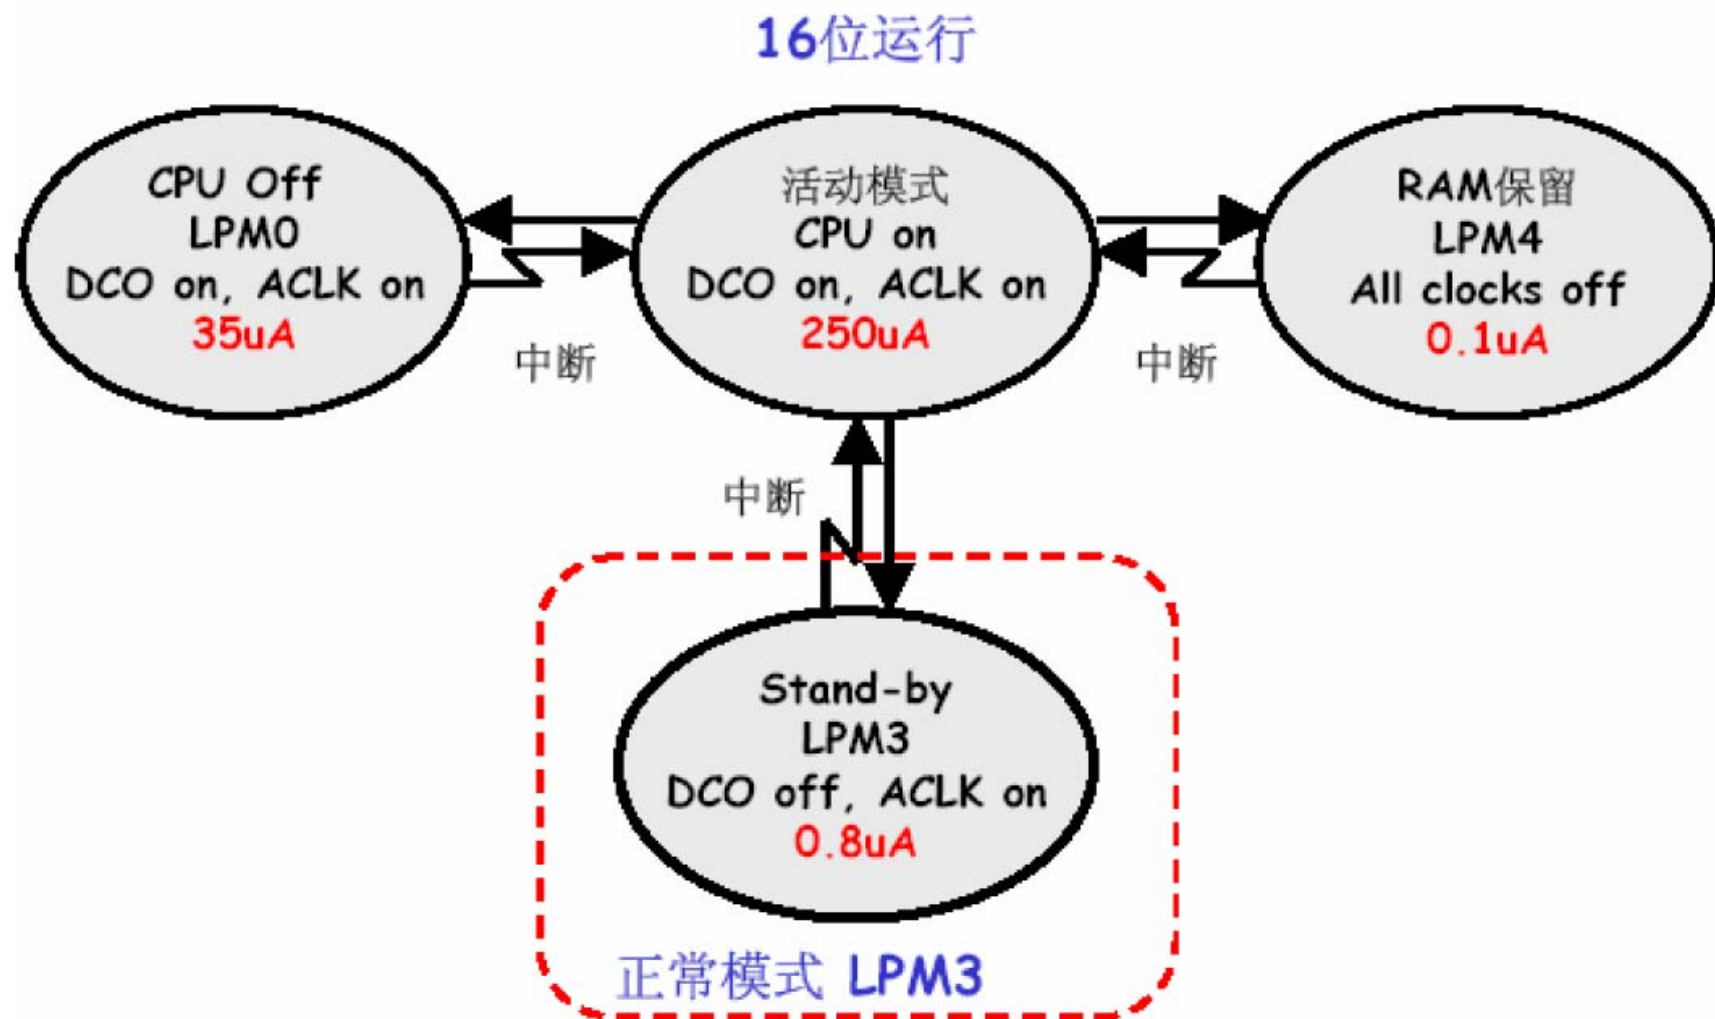 16位运行
CPU Off
LPM0
DCO on, ACLK on
35uA
中断
活动模式
CPU on
DCO on, ACLK on
250uA
中断
RAM保留
LPM4
All clocks off
0.1uA
中断
Stand-by
LPM3
DCO off, ACLK on
0.8uA
正常模式 LPM3